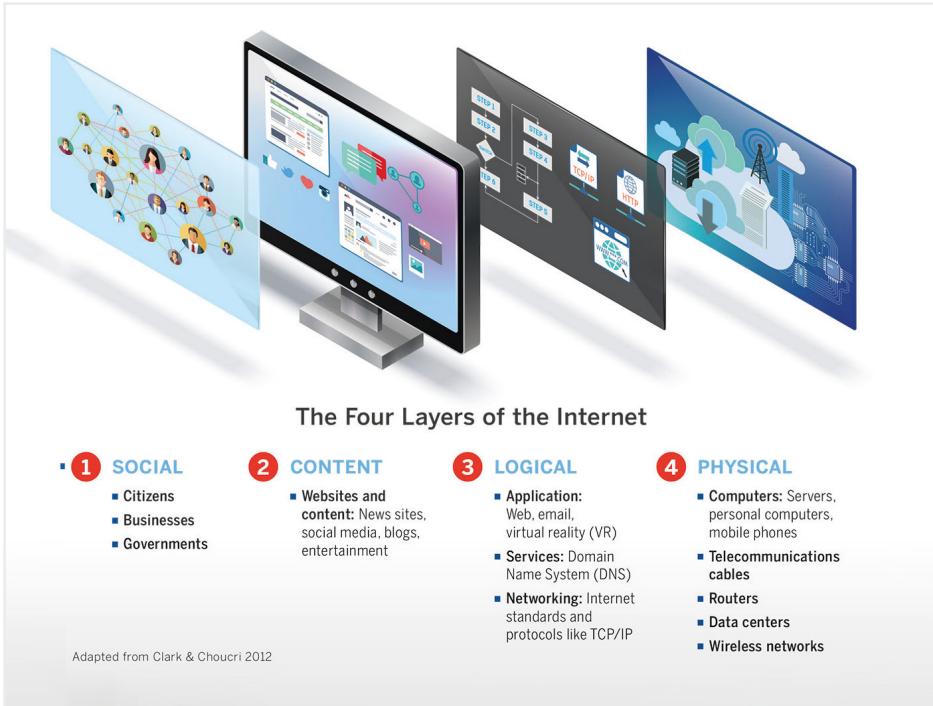 STEP 1
STEP 2
STEP 3
STEP 4
STEP 6
STEP 5
TCP/IP
HTTP
The Four Layers of the Internet
1 SOCIAL
Citizens
Businesses
Governments
2 CONTENT
Websites and
content: News sites,
social media, blogs,
entertainment
3 LOGICAL
Application:
Web, email,
virtual reality (VR)
Services: Domain
Name System (DNS)
Networking: Internet
standards and
protocols like TCP/IP
4 PHYSICAL
Computers: Servers,
personal computers,
mobile phones
Telecommunications
cables
Routers
Data centers
Wireless networks
Adapted from Clark & Choucri 2012